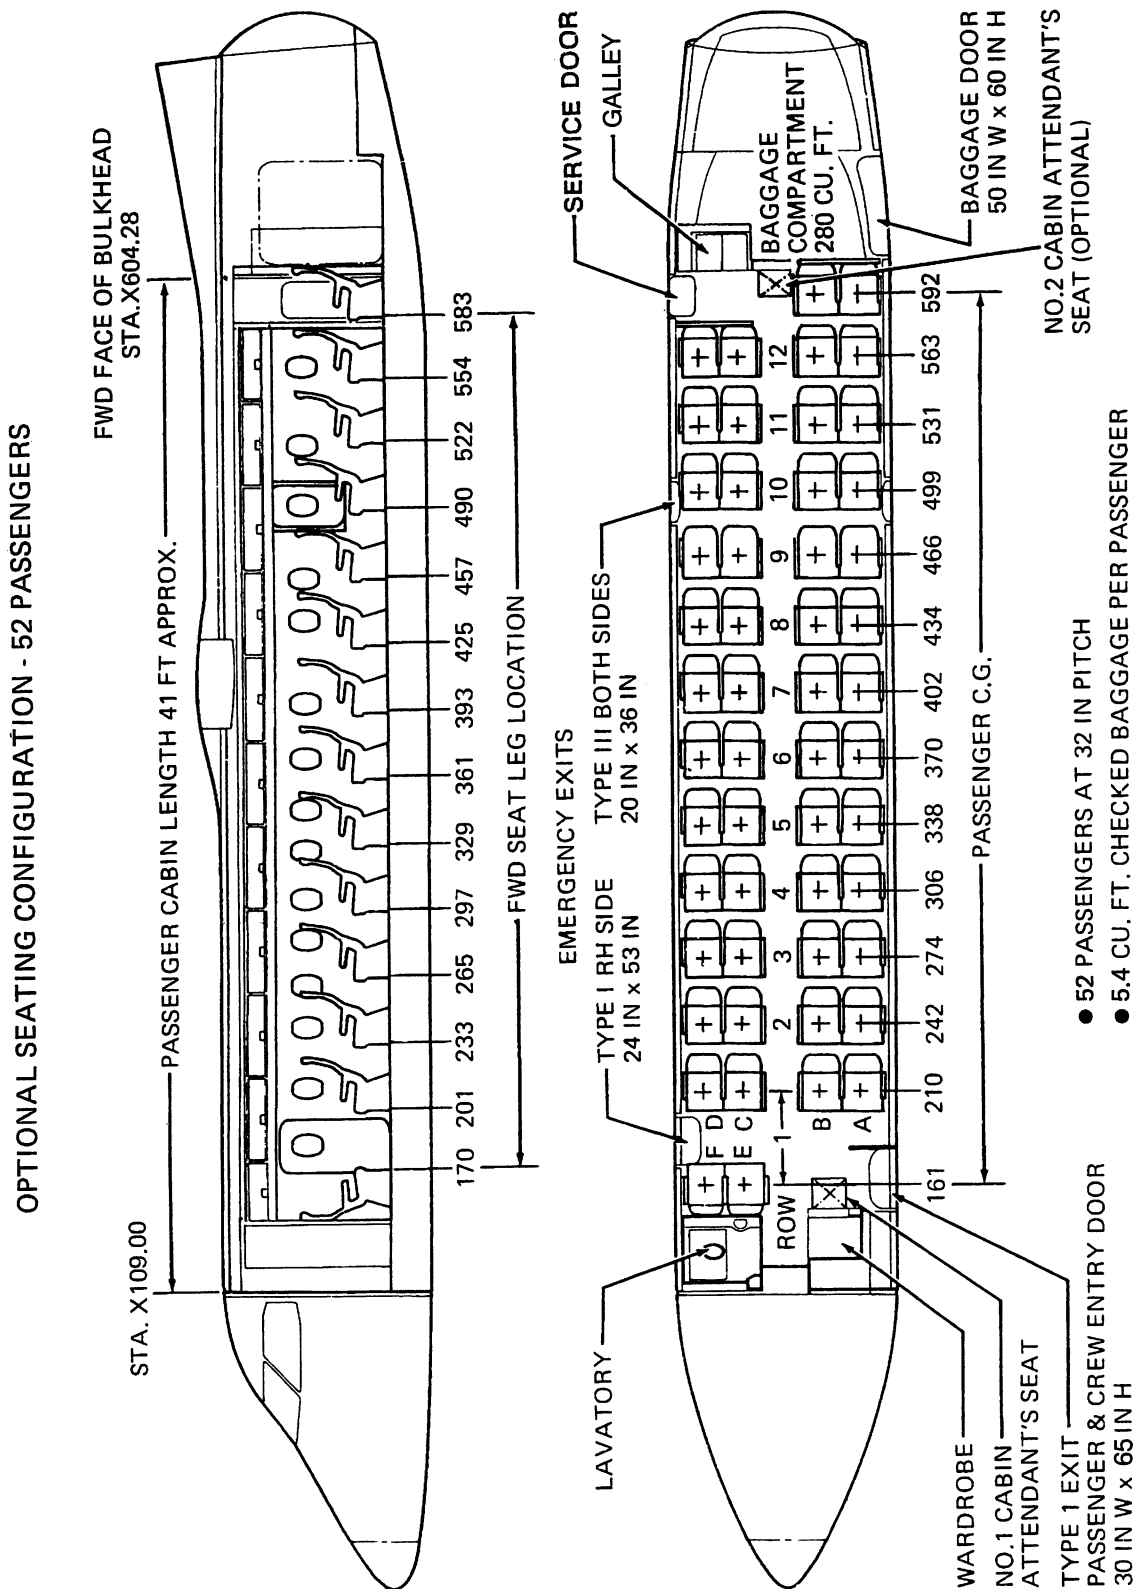 OPTIONAL SEATING CONFIGURATION - 52 PASSENGERS
FWD FACE OF BULKHEAD
STA.X604.28
STA. X109.00
PASSENGER CABIN LENGTH 41 FT APPROX.
170 201 233 265 297 329 361 393 425 457 490 522 554 583
FWD SEAT LEG LOCATION
EMERGENCY EXITS
TYPE I RH SIDE
24 IN x 53 IN
TYPE III BOTH SIDES
20 IN x 36 IN
SERVICE DOOR
GALLEY
LAVATORY
F D
E C
ROW 1 2 3 4 5 6 7 8 9 10 11 12
B
A
BAGGAGE
COMPARTMENT
280 CU. FT.
161 210 242 274 306 338 370 402 434 466 499 531 563 592
PASSENGER C.G.
WARDROBE
NO.1 CABIN
ATTENDANT'S SEAT
TYPE 1 EXIT
PASSENGER & CREW ENTRY DOOR
30 IN W x 65 IN H
BAGGAGE DOOR
50 IN W x 60 IN H
NO.2 CABIN ATTENDANT'S
SEAT (OPTIONAL)
● 52 PASSENGERS AT 32 IN PITCH
● 5.4 CU. FT. CHECKED BAGGAGE PER PASSENGER